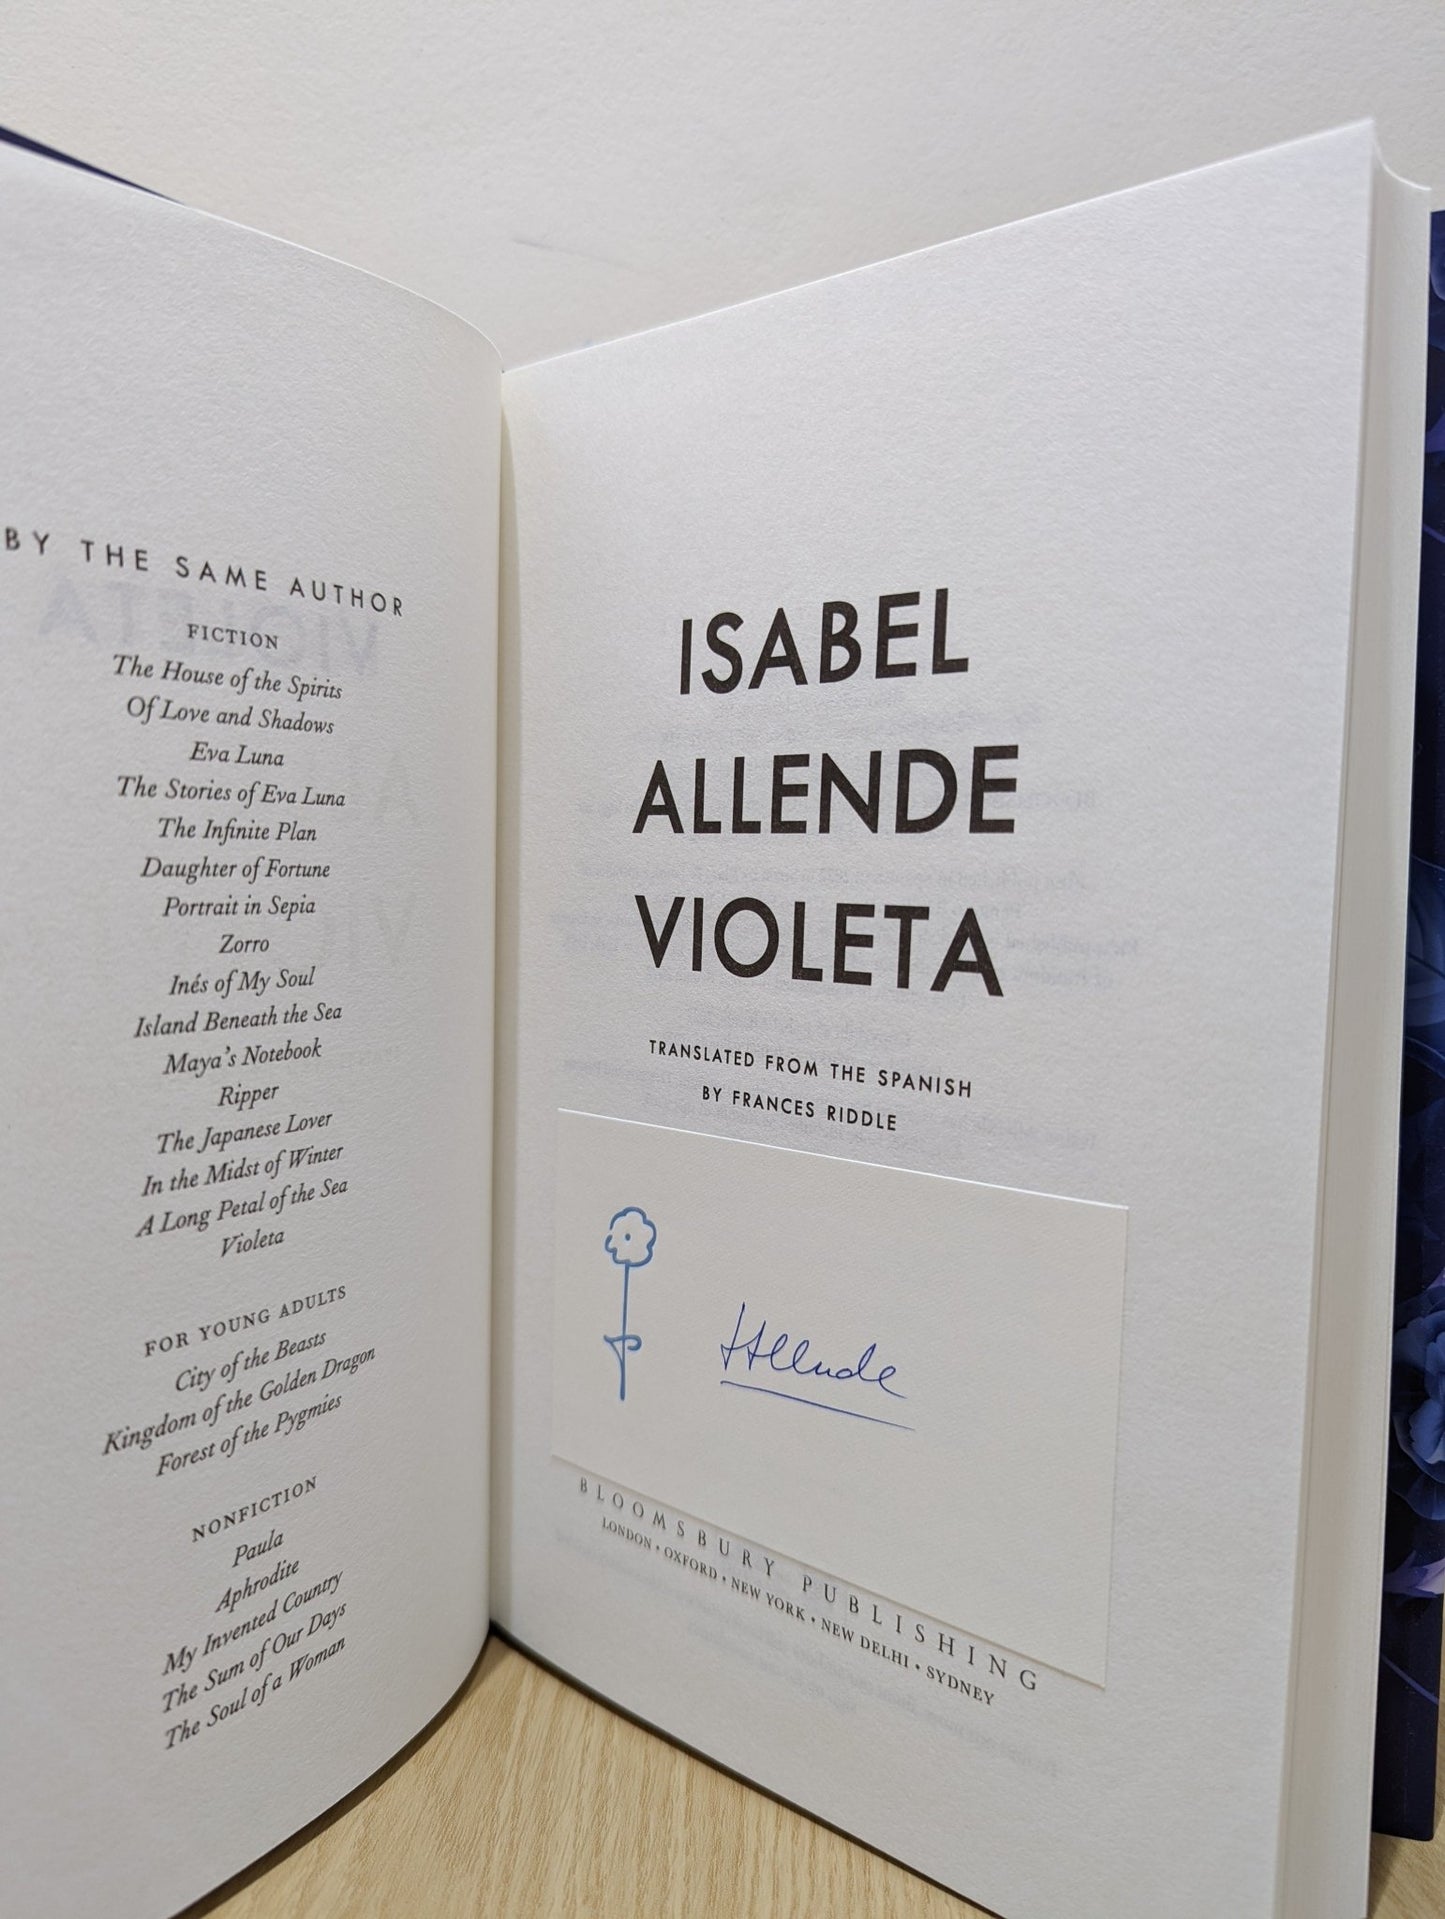 BY THE SAME AUTHOR
FICTION
The House of the Spirits
Of Love and Shadows
Eva Luna
The Stories of Eva Luna
The Infinite Plan
Daughter of Fortune
Portrait in Sepia
Zorro
Inés of My Soul
Island Beneath the Sea
Maya's Notebook
Ripper
The Japanese Lover
In the Midst of Winter
A Long Petal of the Sea
Violeta
FOR YOUNG ADULTS
City of the Beasts
Kingdom of the Golden Dragon
Forest of the Pygmies
NONFICTION
Paula
Aphrodite
My Invented Country
The Sum of Our Days
The Soul of a Woman
ISABEL
ALLENDE
VIOLETA
TRANSLATED FROM THE SPANISH
BY FRANCES RIDDLE
IAllende
BLOOMSBURY PUBLISHING
LONDON • OXFORD • NEW YORK • NEW DELHI • SYDNEY